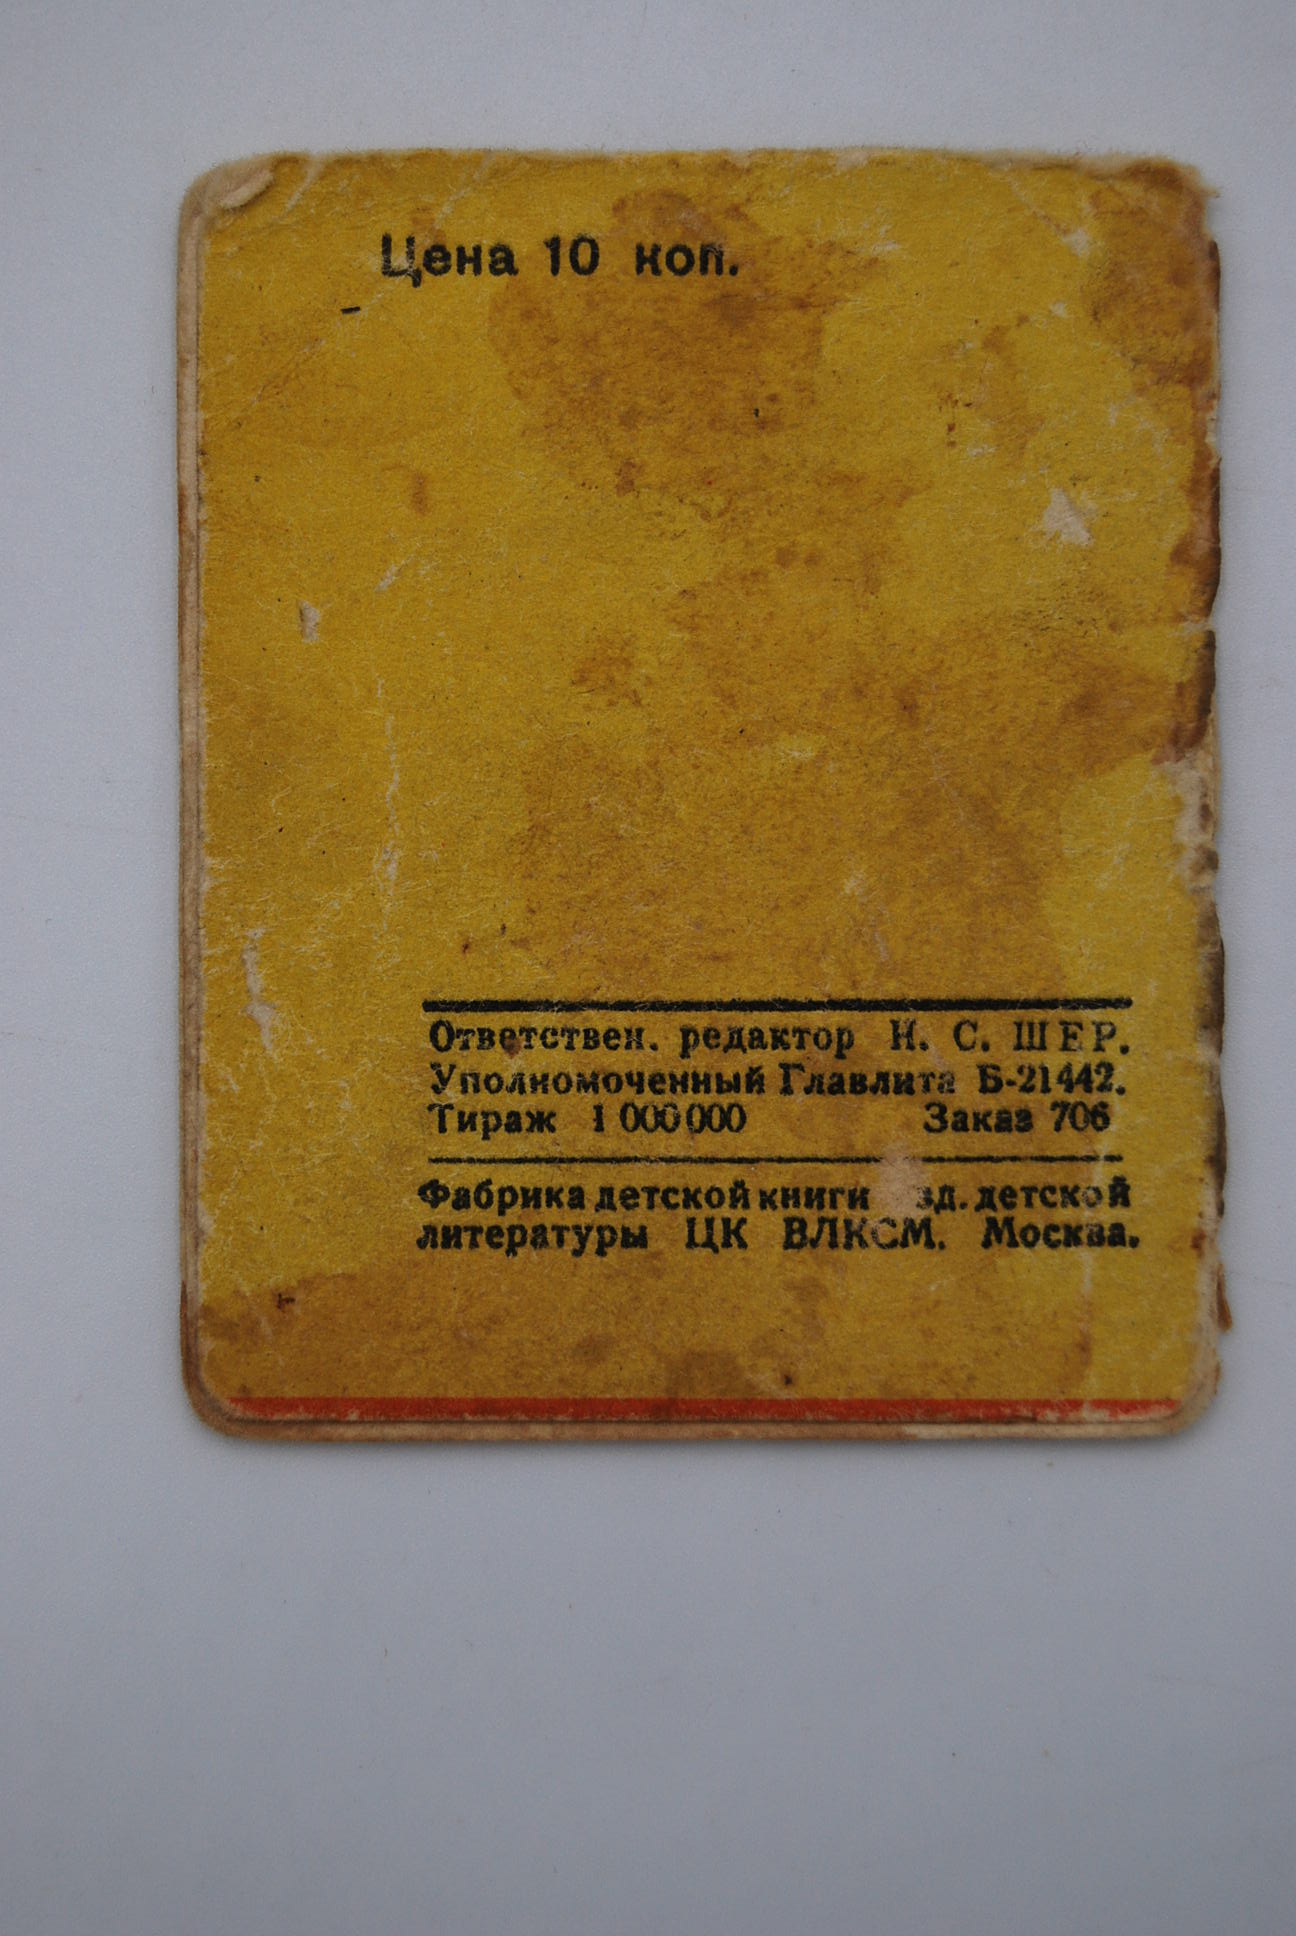 Цена 10 коп.
Ответствен. редактор Н. С. ШЕР.
Уполномоченный Главлита Б-21442.
Тираж 1 000 000 Заказ 706
Фабрика детской книги зд. детской
литературы ЦК ВЛКСМ. Москва.